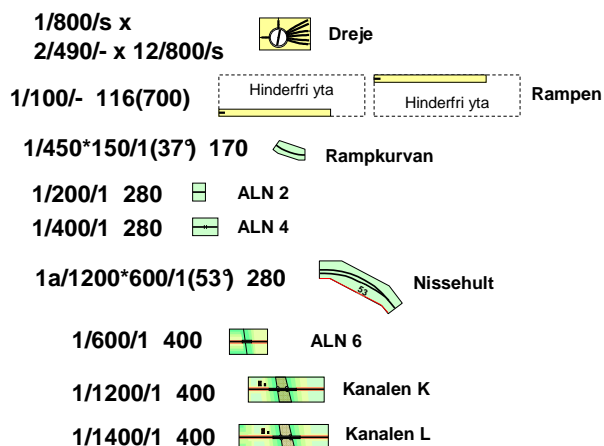 1/800/s x
2/490/- x 12/800/s
Dreje
1/100/- 116(700)
Hinderfri yta
Hinderfri yta
Rampen
1/450*150/1(37°) 170
Rampkurvan
1/200/1 280
ALN 2
1/400/1 280
ALN 4
1a/1200*600/1(53°) 280
53
Nissehult
1/600/1 400
ALN 6
1/1200/1 400
Kanalen K
1/1400/1 400
Kanalen L